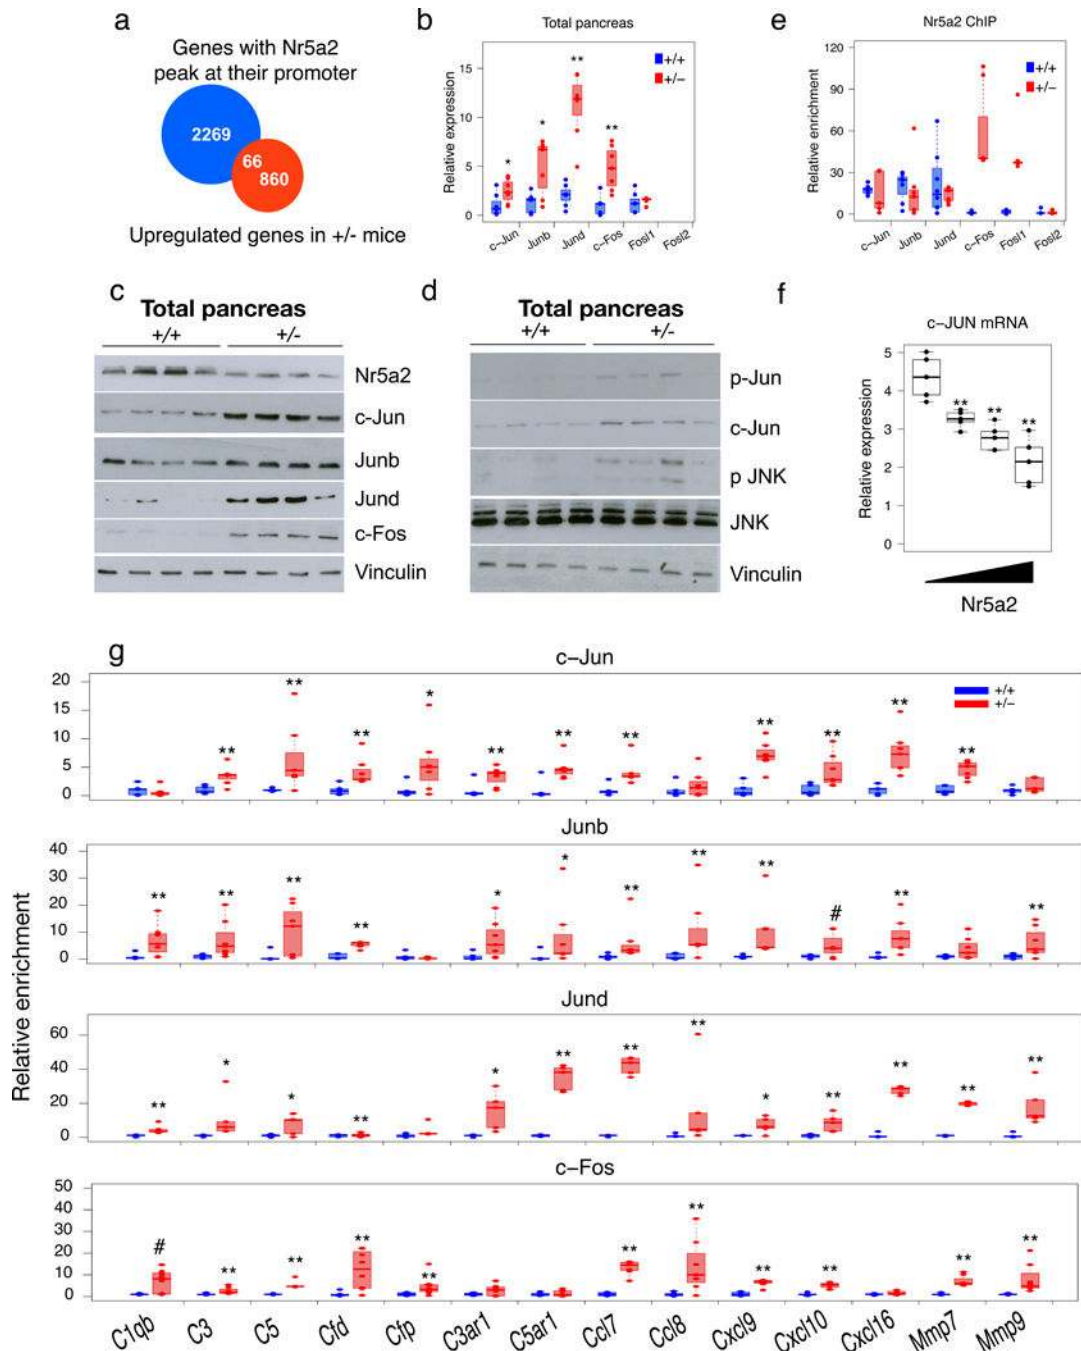 a
Genes with Nr5a2
peak at their promoter
2269
66
860
Upregulated genes in +/- mice
b
Total pancreas
Relative expression
15
10
5
0
+/+
+/−
*
*
**
**
c-Jun
Junb
Jund
c-Fos
Fosl1
Fosl2
e
Nr5a2 ChIP
Relative enrichment
120
90
60
30
0
+/+
+/−
c-Jun
Junb
Jund
c-Fos
Fosl1
Fosl2
c
Total pancreas
+/+ +/-
Nr5a2
c-Jun
Junb
Jund
c-Fos
Vinculin
d
Total pancreas
+/+ +/-
p-Jun
c-Jun
p JNK
JNK
Vinculin
f
c-JUN mRNA
Relative expression
5
4
3
2
1
0
** ** **
Nr5a2
g
Relative enrichment
c-Jun
20
15
10
5
0
+/+
+/−
** ** ** * ** ** ** ** ** ** **
Junb
40
30
20
10
0
** ** ** ** * * ** ** ** # ** **
Jund
60
40
20
0
** * * ** * ** ** ** * ** ** ** **
c-Fos
50
40
30
20
10
0
# ** ** ** ** ** ** ** ** ** **
C1qb
C3
C5
Cfd
Cfp
C3ar1
C5ar1
Ccl7
Ccl8
Cxcl9
Cxcl10
Cxcl16
Mmp7
Mmp9